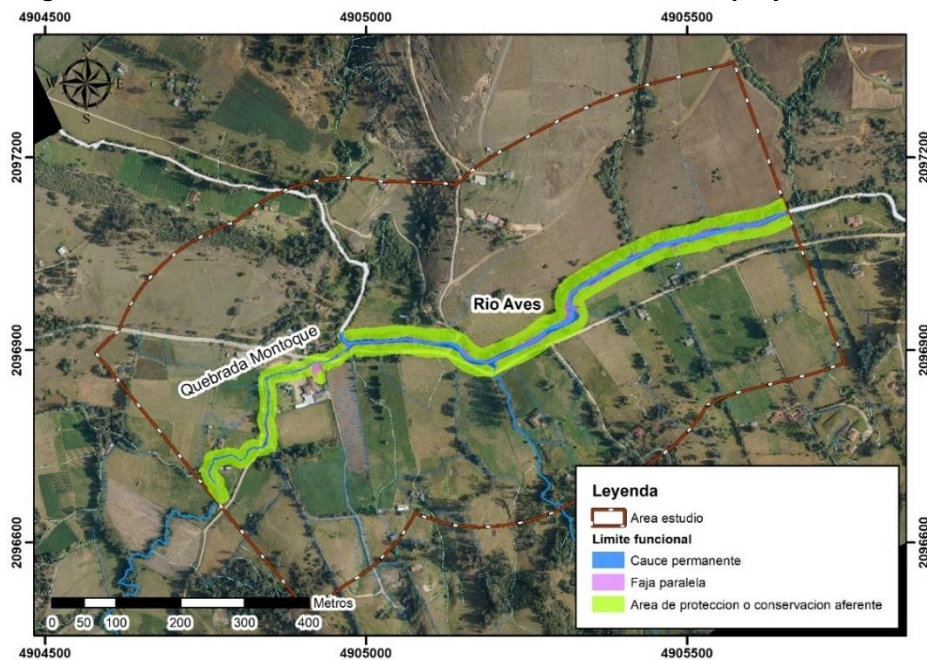 4904500 4905000 4905500
N
W E
S
2097200 2097200
Rio Aves
2096900 2096900
Quebrada Montoque
Leyenda
Area estudio
Limite funcional
2096600 2096600
Cauce permanente
Faja paralela
Area de proteccion o conservacion aferente
Metros
0 50 100 200 300 400
4904500 4905000 4905500